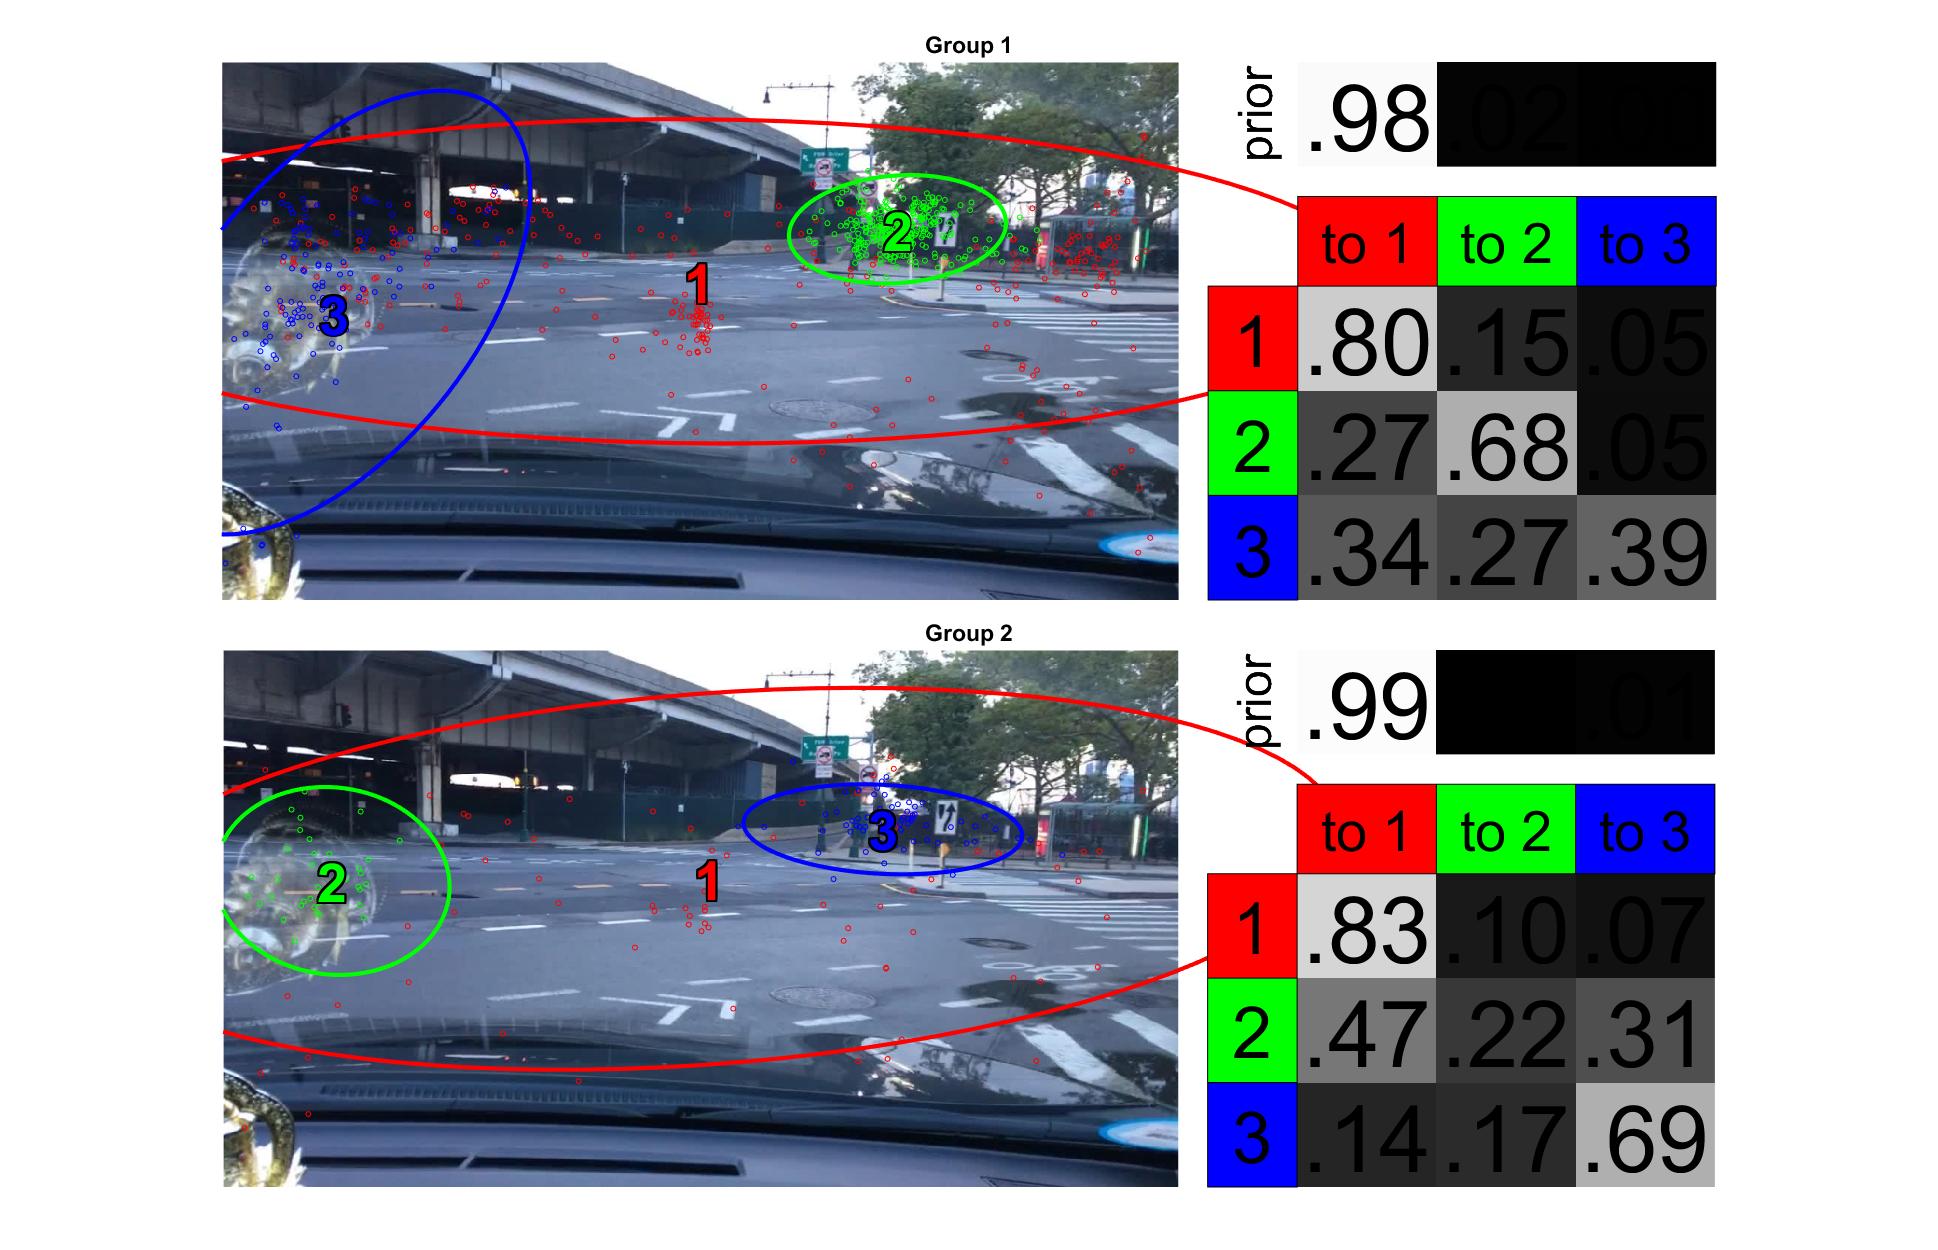 Group 1
prior .98 .02 .00
to 1 to 2 to 3
1 .80 .15 .05
2 .27 .68 .05
3 .34 .27 .39
1
2
3
Group 2
prior .99 .01
to 1 to 2 to 3
1 .83 .10 .07
2 .47 .22 .31
3 .14 .17 .69
1
2
3